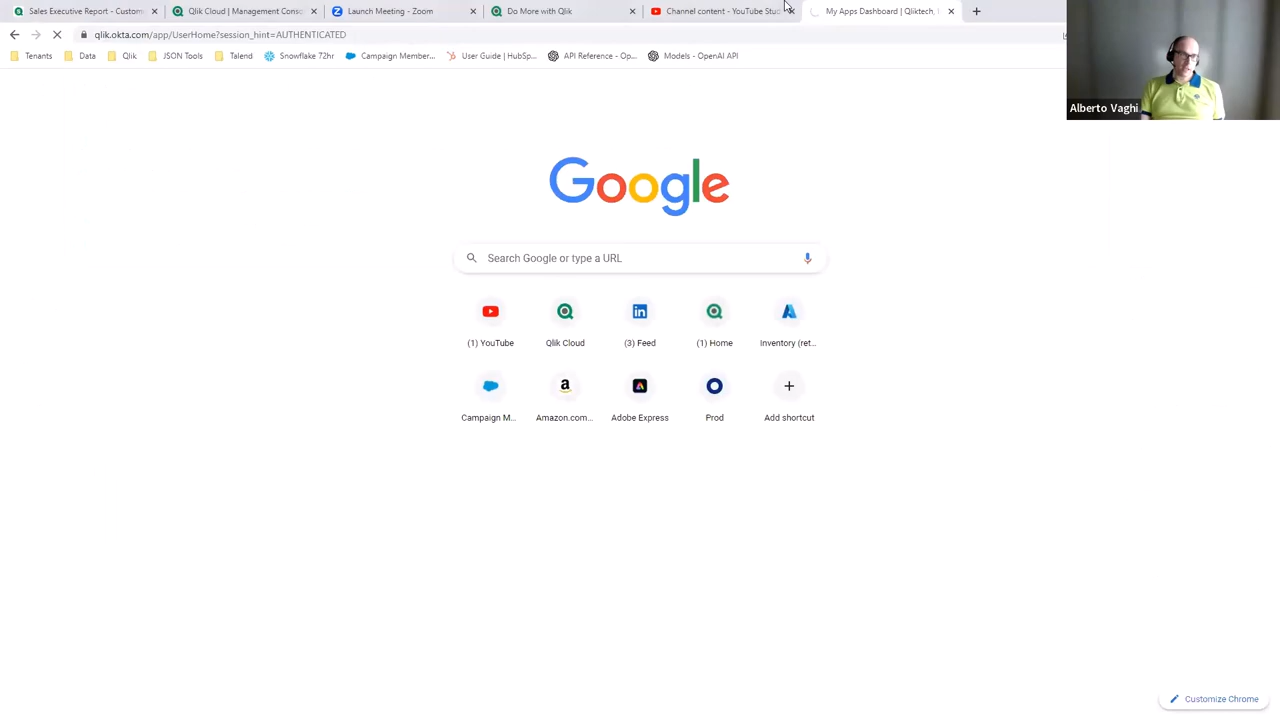 Sales Executive Report - Custom
Qlik Cloud | Management Conso
Launch Meeting - Zoom
Do More with Qlik
Channel content - YouTube Stud
My Apps Dashboard | Qliktech, I
qlik.okta.com/app/UserHome?session_hint=AUTHENTICATED
Tenants
Data
Qlik
JSON Tools
Talend
Snowflake 72hr
Campaign Member...
User Guide | HubSp...
API Reference - Op...
Models - OpenAI API
Alberto Vaghi
Google
Search Google or type a URL
(1) YouTube
Qlik Cloud
(3) Feed
(1) Home
Inventory (ret...
Campaign M...
Amazon.com...
Adobe Express
Prod
Add shortcut
Customize Chrome